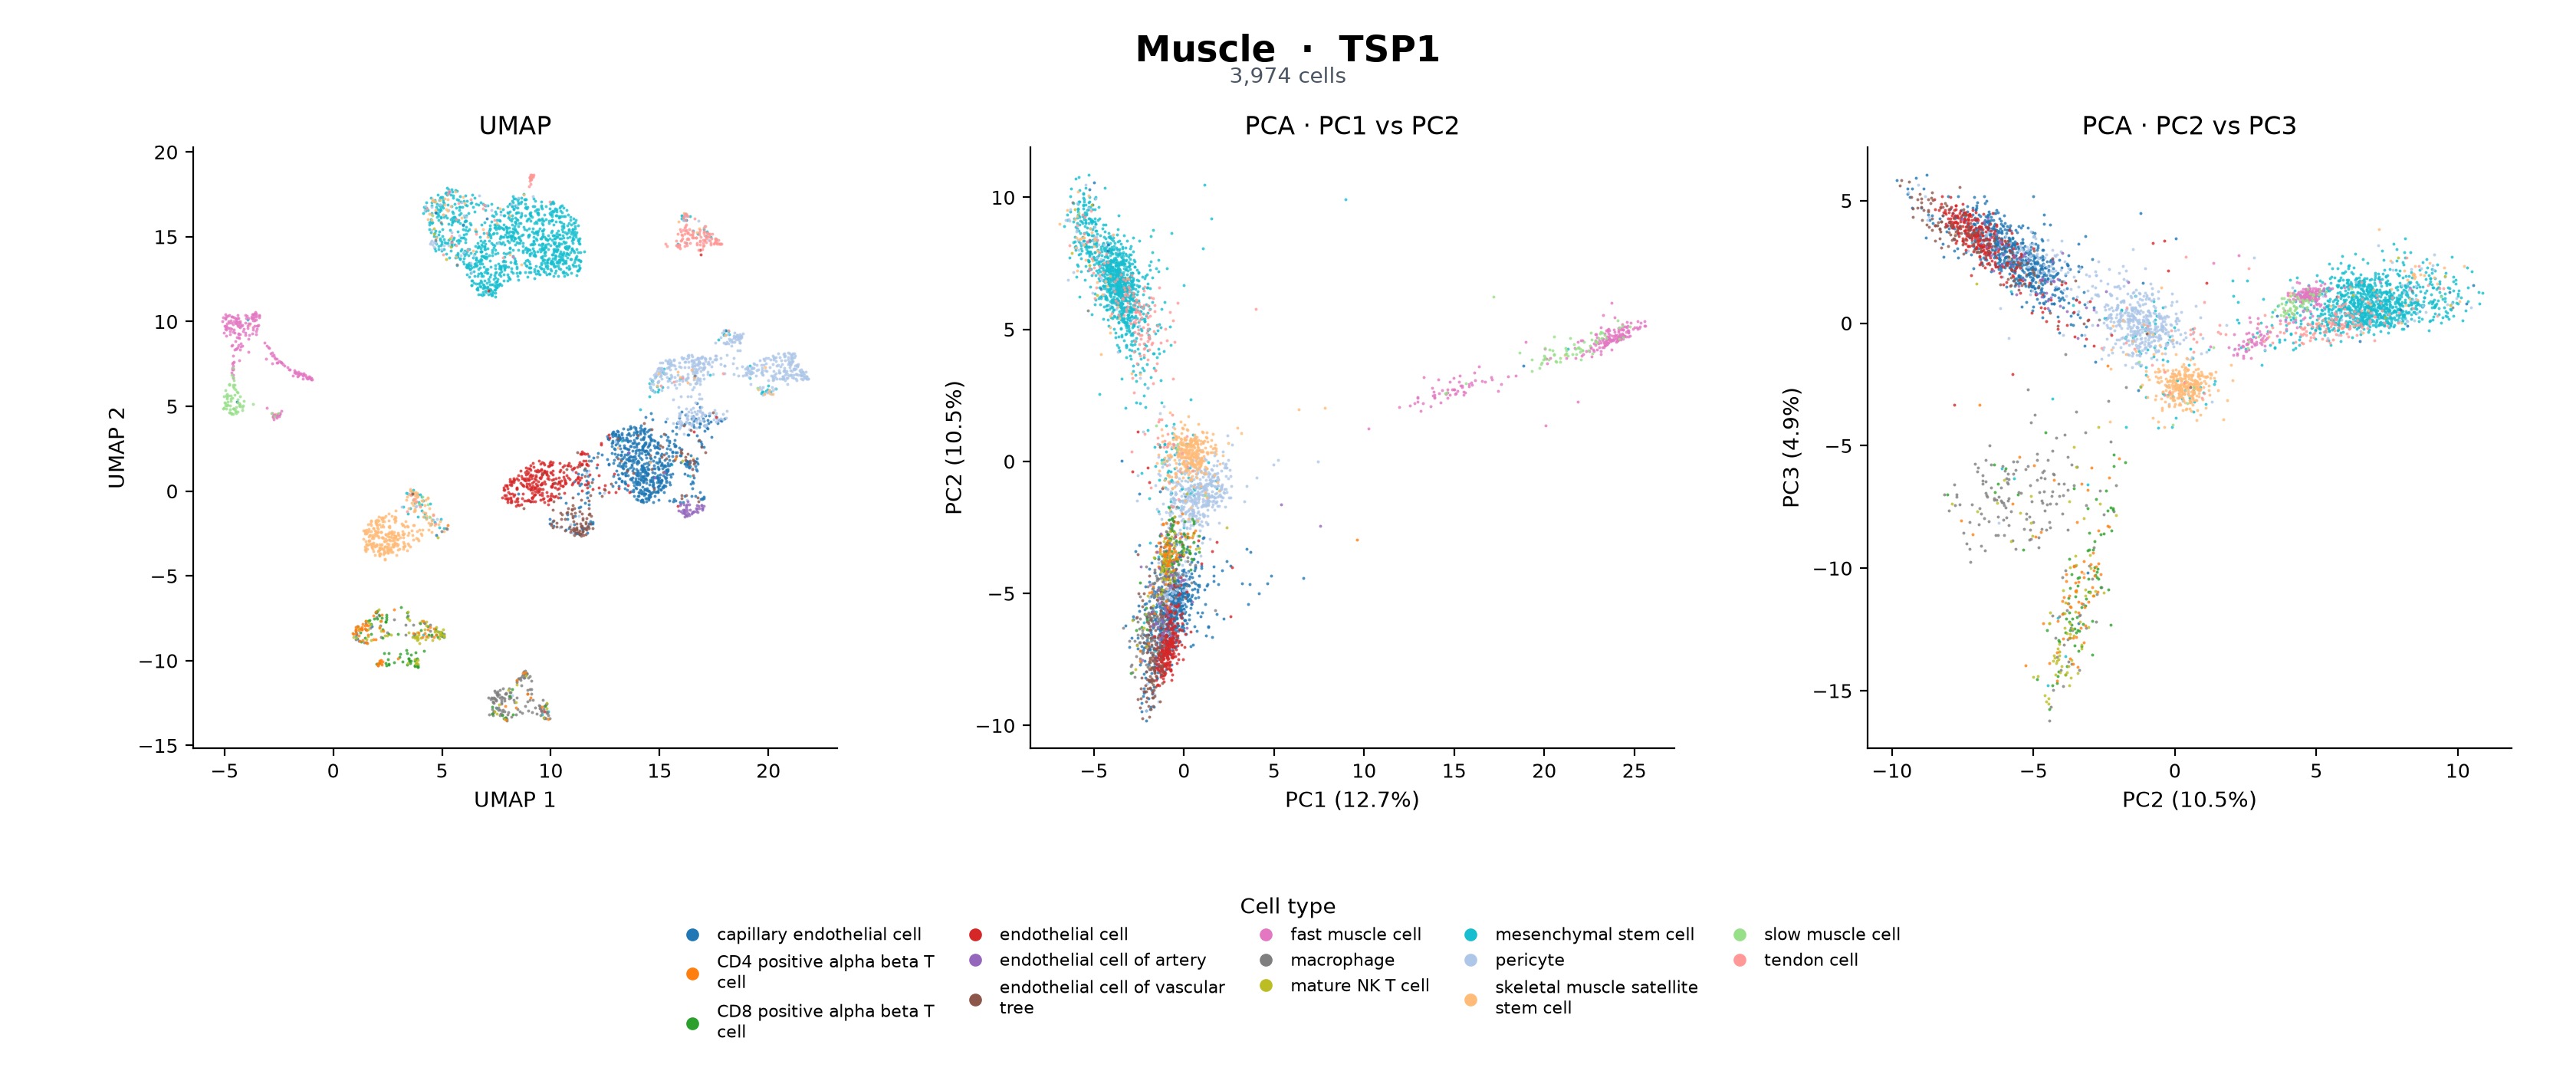 Muscle · TSP1
3,974 cells
UMAP
20
15
10
5
0
−5
−10
−15
−5
0
5
10
15
20
UMAP 2
UMAP 1
PCA · PC1 vs PC2
10
5
0
−5
−10
−5
0
5
10
15
20
25
PC2 (10.5%)
PC1 (12.7%)
PCA · PC2 vs PC3
5
0
−5
−10
−15
−10
−5
0
5
10
PC3 (4.9%)
PC2 (10.5%)
Cell type
capillary endothelial cell
CD4 positive alpha beta T
cell
CD8 positive alpha beta T
cell
endothelial cell
endothelial cell of artery
endothelial cell of vascular
tree
fast muscle cell
macrophage
mature NK T cell
mesenchymal stem cell
pericyte
skeletal muscle satellite
stem cell
slow muscle cell
tendon cell